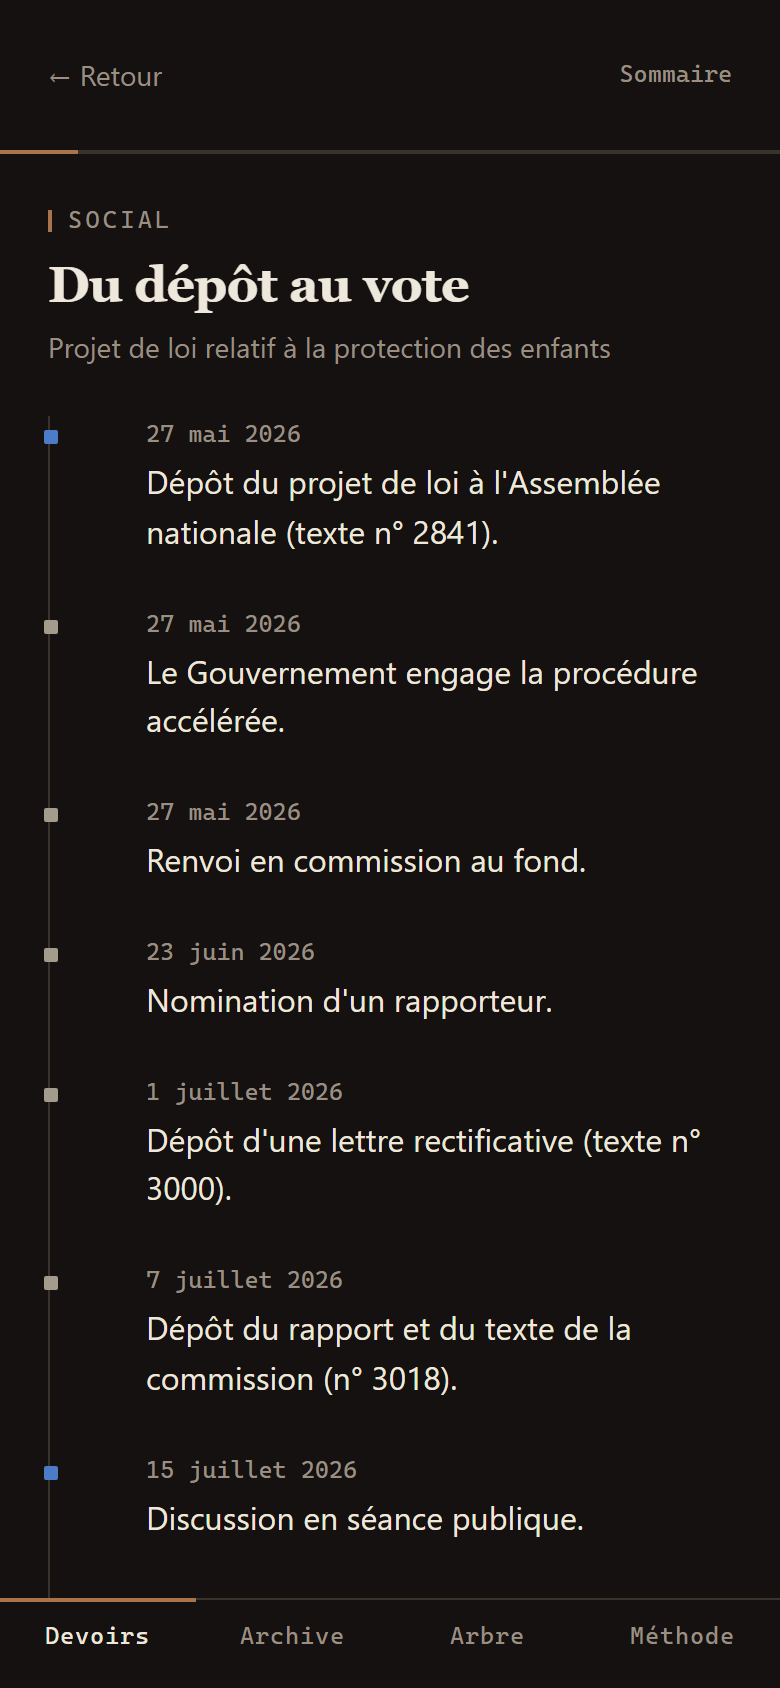 ← Retour
Sommaire
SOCIAL
Du dépôt au vote
Projet de loi relatif à la protection des enfants
27 mai 2026
Dépôt du projet de loi à l'Assemblée
nationale (texte n° 2841).
27 mai 2026
Le Gouvernement engage la procédure
accélérée.
27 mai 2026
Renvoi en commission au fond.
23 juin 2026
Nomination d'un rapporteur.
1 juillet 2026
Dépôt d'une lettre rectificative (texte n°
3000).
7 juillet 2026
Dépôt du rapport et du texte de la
commission (n° 3018).
15 juillet 2026
Discussion en séance publique.
Devoirs
Archive
Arbre
Méthode